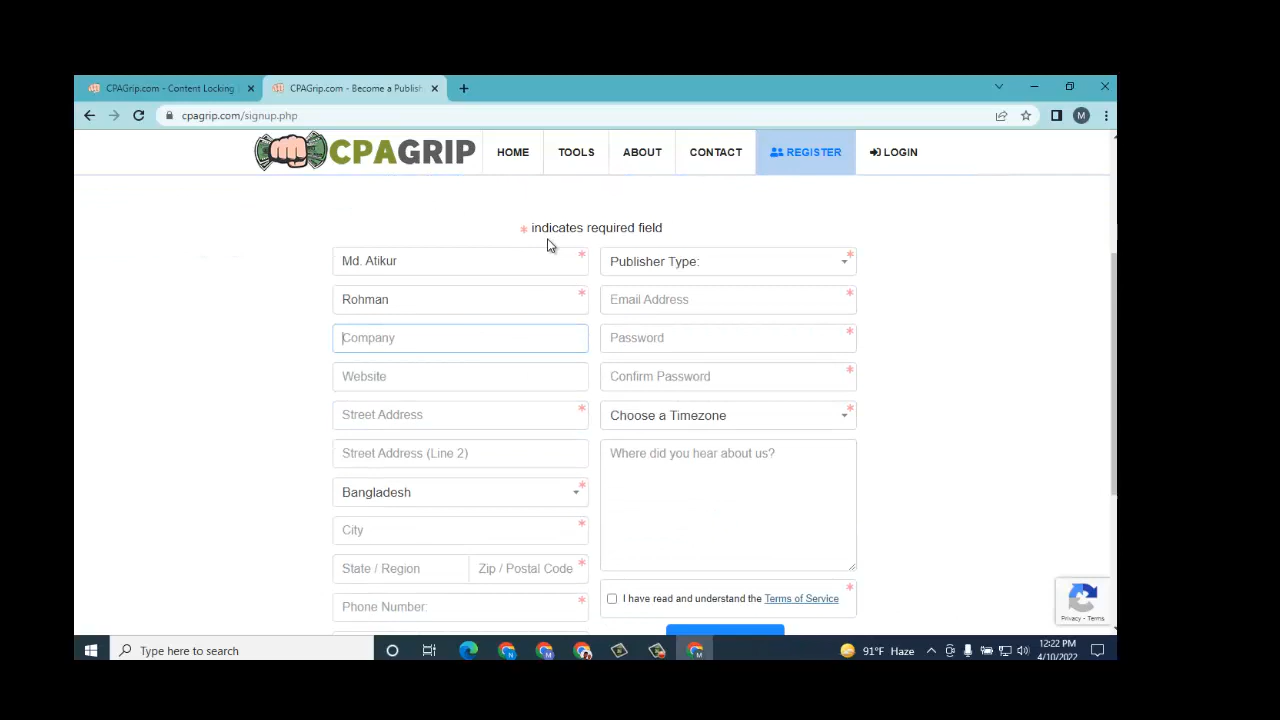 CPAGrip.com - Content Locking
CPAGrip.com - Become a Publish
cpagrip.com/signup.php
M
CPAGRIP
HOME
TOOLS
ABOUT
CONTACT
REGISTER
LOGIN
* indicates required field
Md. Atikur *
Publisher Type: *
Rohman *
Email Address *
Company
Password *
Website
Confirm Password *
Street Address *
Choose a Timezone *
Street Address (Line 2)
Where did you hear about us?
Bangladesh *
City *
State / Region
Zip / Postal Code *
I have read and understand the Terms of Service *
Phone Number: *
Privacy - Terms
Type here to search
91°F Haze
12:22 PM
4/10/2022